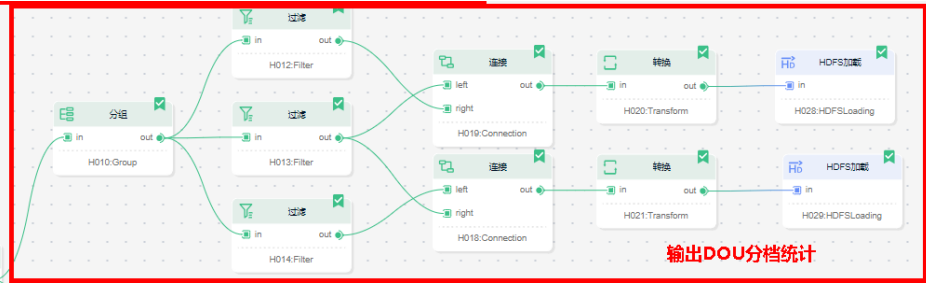 过滤
in out
H012:Filter
分组
in out
H010:Group
过滤
in out
H013:Filter
过滤
in out
H014:Filter
连接
left out
right
H019:Connection
连接
left out
right
H018:Connection
转换
in out
H020:Transform
转换
in out
H021:Transform
HD HDFS加载
in
H028:HDFSLoading
HD HDFS加载
in
H029:HDFSLoading
输出DOU分档统计